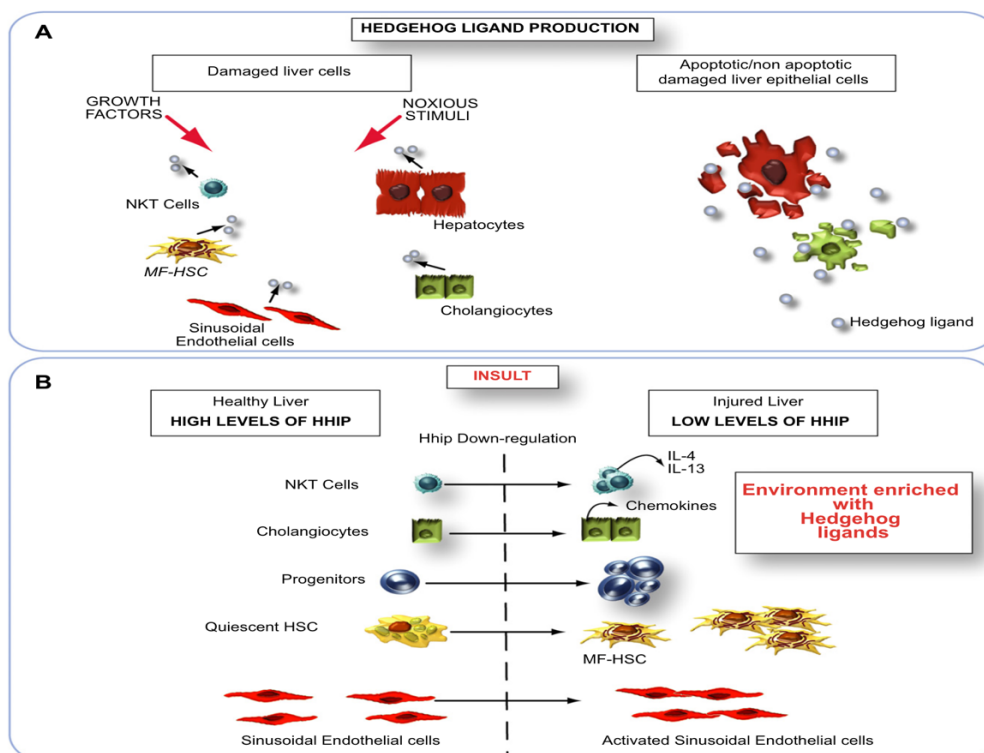 A
HEDGEHOG LIGAND PRODUCTION
Damaged liver cells
Apoptotic/non apoptotic
damaged liver epithelial cells
GROWTH
FACTORS
NOXIOUS
STIMULI
NKT Cells
Hepatocytes
MF-HSC
Cholangiocytes
Sinusoidal
Endothelial cells
Hedgehog ligand
B
INSULT
Healthy Liver
HIGH LEVELS OF HHIP
Injured Liver
LOW LEVELS OF HHIP
Hhip Down-regulation
IL-4
IL-13
NKT Cells
Chemokines
Environment enriched
with
Hedgehog
ligands
Cholangiocytes
Progenitors
Quiescent HSC
MF-HSC
Sinusoidal Endothelial cells
Activated Sinusoidal Endothelial cells